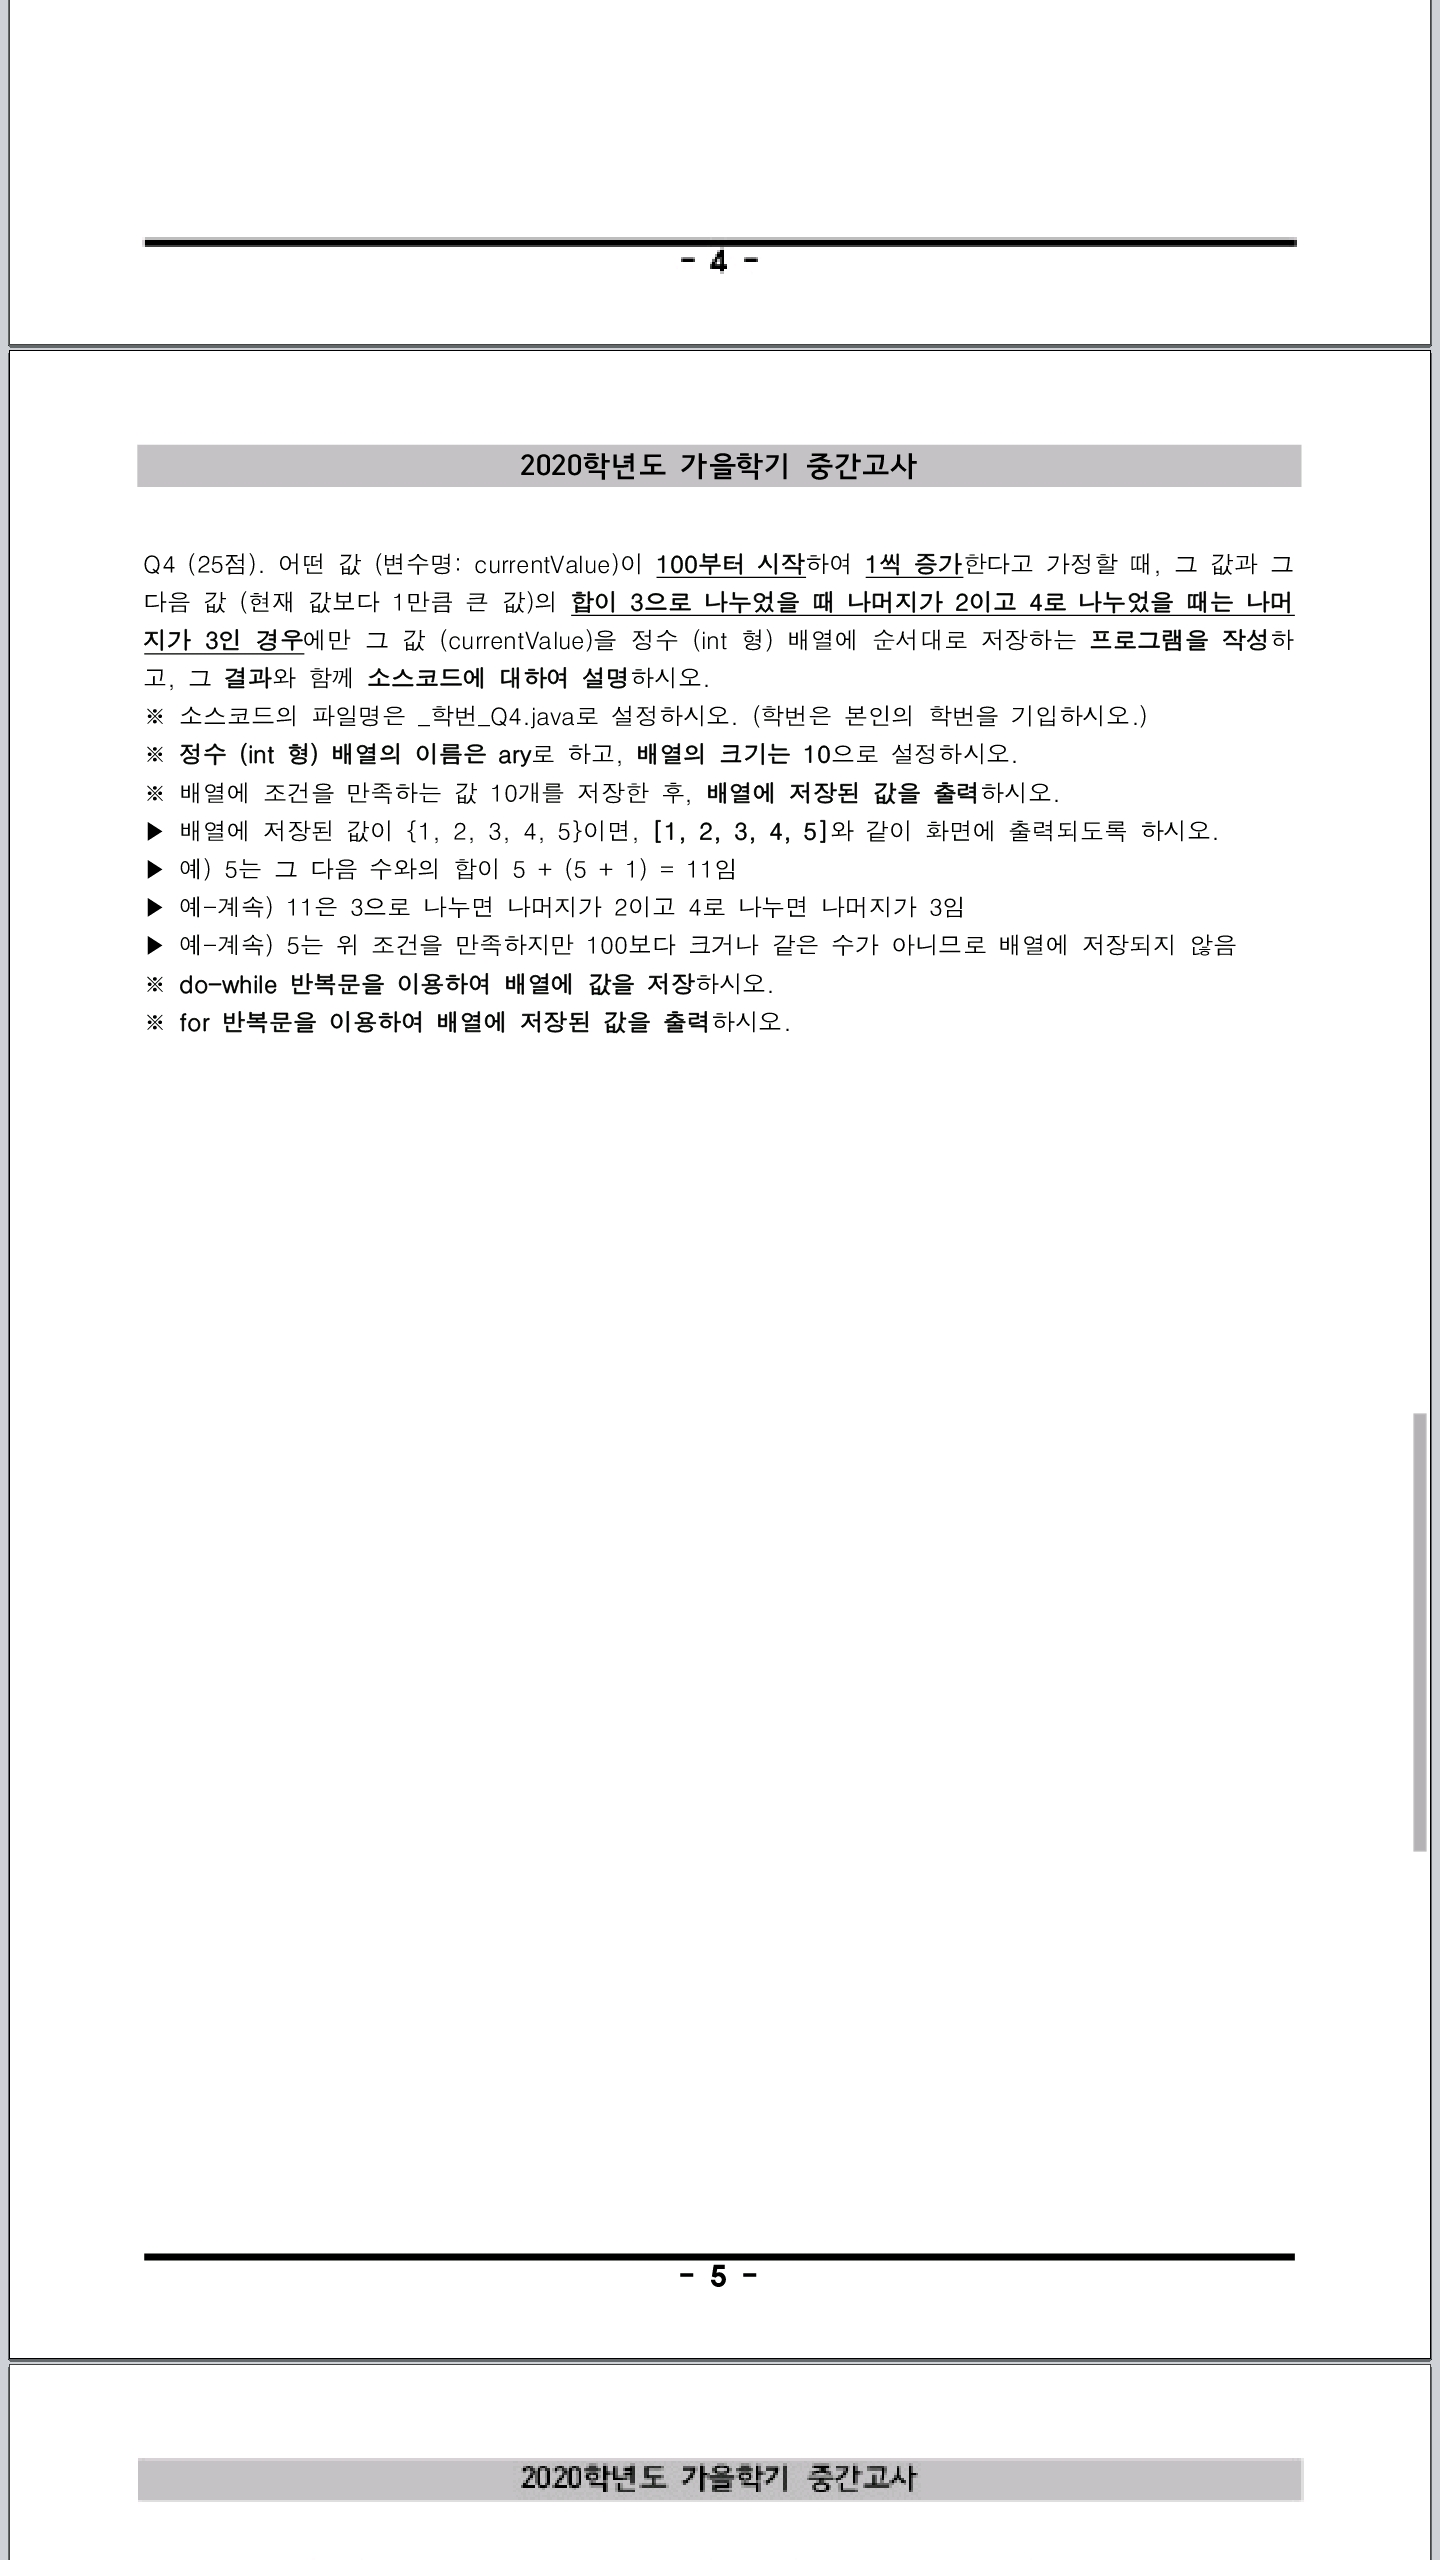 - 4 -
2020학년도 가을학기 중간고사
Q4 (25점). 어떤 값 (변수명: currentValue)이 100부터 시작하여 1씩 증가한다고 가정할 때, 그 값과 그
다음 값 (현재 값보다 1만큼 큰 값)의 합이 3으로 나누었을 때 나머지가 2이고 4로 나누었을 때는 나머
지가 3인 경우에만 그 값 (currentValue)을 정수 (int 형) 배열에 순서대로 저장하는 프로그램을 작성하
고, 그 결과와 함께 소스코드에 대하여 설명하시오.
※ 소스코드의 파일명은 _학번_Q4.java로 설정하시오. (학번은 본인의 학번을 기입하시오.)
※ 정수 (int 형) 배열의 이름은 ary로 하고, 배열의 크기는 10으로 설정하시오.
※ 배열에 조건을 만족하는 값 10개를 저장한 후, 배열에 저장된 값을 출력하시오.
▶ 배열에 저장된 값이 {1, 2, 3, 4, 5}이면, [1, 2, 3, 4, 5]와 같이 화면에 출력되도록 하시오.
▶ 예) 5는 그 다음 수와의 합이 5 + (5 + 1) = 11임
▶ 예-계속) 11은 3으로 나누면 나머지가 2이고 4로 나누면 나머지가 3임
▶ 예-계속) 5는 위 조건을 만족하지만 100보다 크거나 같은 수가 아니므로 배열에 저장되지 않음
※ do-while 반복문을 이용하여 배열에 값을 저장하시오.
※ for 반복문을 이용하여 배열에 저장된 값을 출력하시오.
- 5 -
2020학년도 가을학기 중간고사